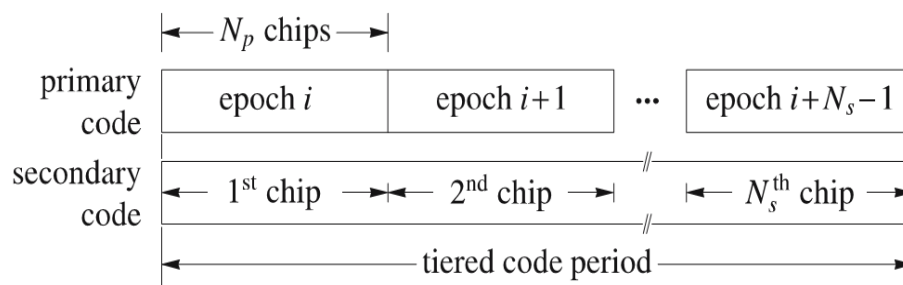 N_p chips
primary code
epoch i
epoch i+1
...
epoch i+N_s−1
secondary code
1st chip
2nd chip
N_s^th chip
tiered code period